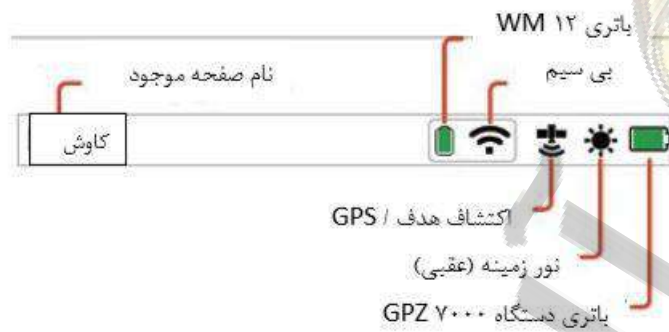 باتری WM ۱۲
بی سیم
نام صفحه موجود
کاوش
اکتشاف هدف / GPS
نور زمینه (عقبی)
باتری دستگاه GPZ ۷۰۰۰